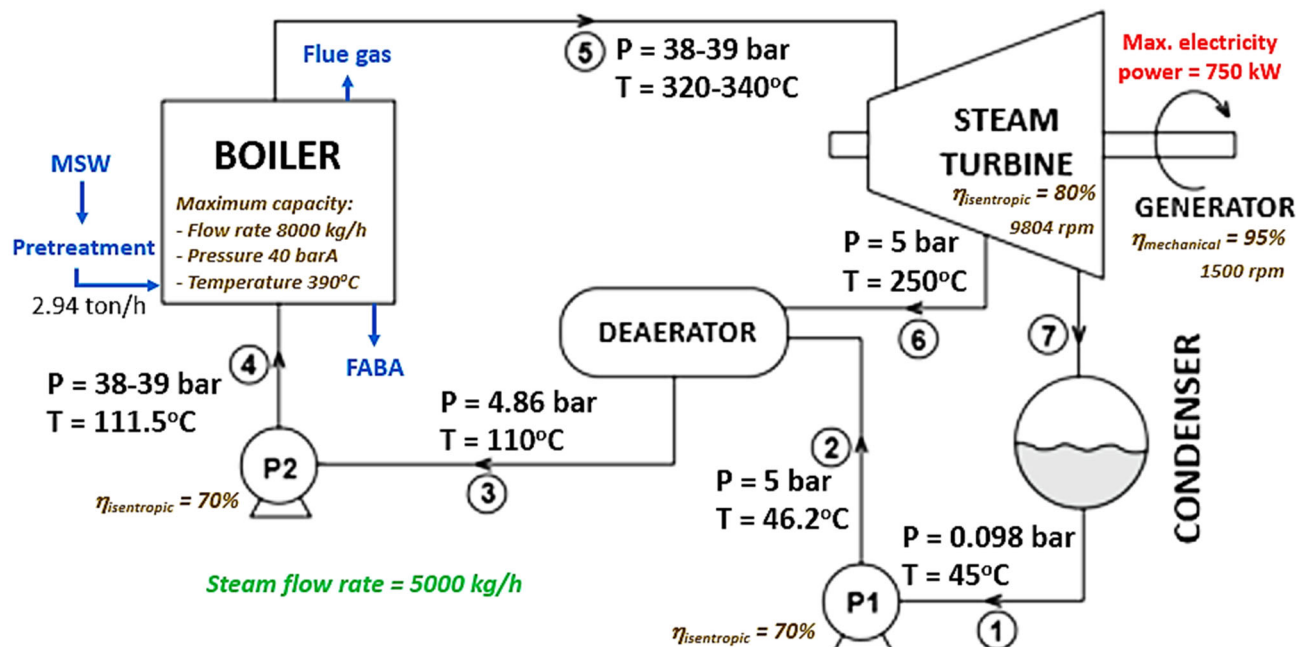 Flue gas
5
P = 38-39 bar
T = 320-340°C
Max. electricity
power = 750 kW
BOILER
Maximum capacity:
- Flow rate 8000 kg/h
- Pressure 40 barA
- Temperature 390°C
MSW
Pretreatment
2.94 ton/h
FABA
STEAM
TURBINE
ηisentropic = 80%
9804 rpm
GENERATOR
ηmechanical = 95%
1500 rpm
P = 5 bar
T = 250°C
6
7
DEAERATOR
CONDENSER
4
P = 38-39 bar
T = 111.5°C
P = 4.86 bar
T = 110°C
3
P2
ηisentropic = 70%
2
P = 5 bar
T = 46.2°C
P = 0.098 bar
T = 45°C
1
P1
ηisentropic = 70%
Steam flow rate = 5000 kg/h